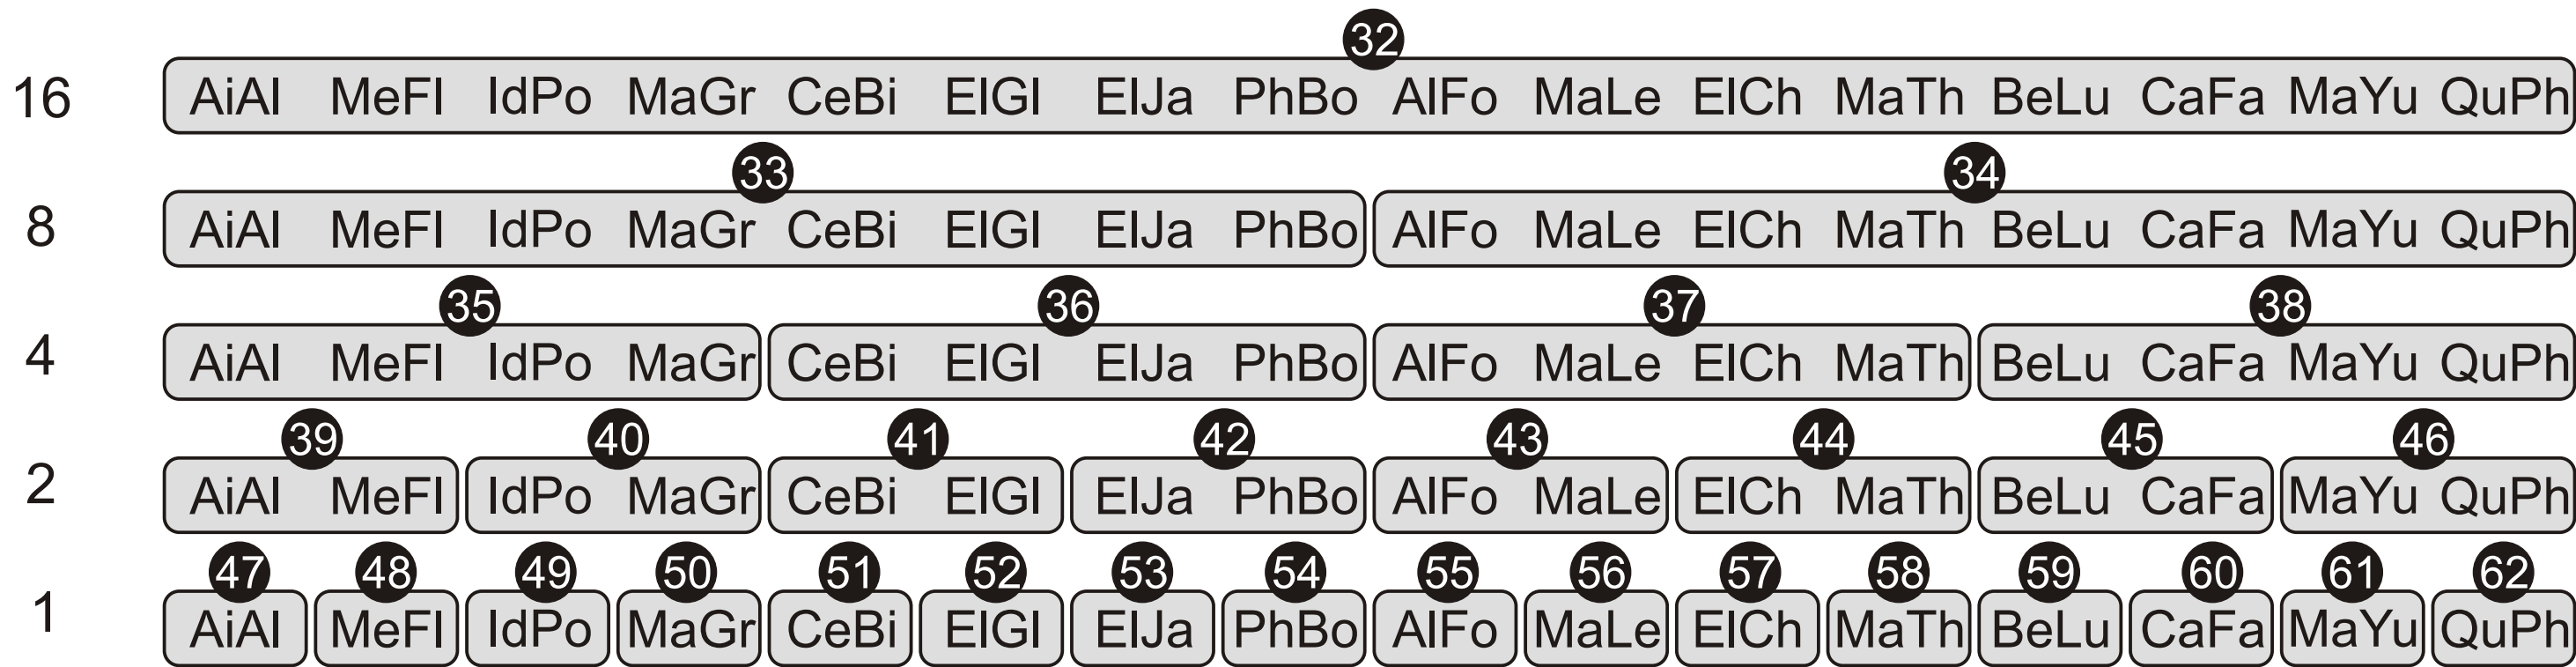 32
16 AiAl MeFl IdPo MaGr CeBi ElGl ElJa PhBo AlFo MaLe ElCh MaTh BeLu CaFa MaYu QuPh
33 34
8 AiAl MeFl IdPo MaGr CeBi ElGl ElJa PhBo AlFo MaLe ElCh MaTh BeLu CaFa MaYu QuPh
35 36 37 38
4 AiAl MeFl IdPo MaGr CeBi ElGl ElJa PhBo AlFo MaLe ElCh MaTh BeLu CaFa MaYu QuPh
39 40 41 42 43 44 45 46
2 AiAl MeFl IdPo MaGr CeBi ElGl ElJa PhBo AlFo MaLe ElCh MaTh BeLu CaFa MaYu QuPh
47 48 49 50 51 52 53 54 55 56 57 58 59 60 61 62
1 AiAl MeFl IdPo MaGr CeBi ElGl ElJa PhBo AlFo MaLe ElCh MaTh BeLu CaFa MaYu QuPh